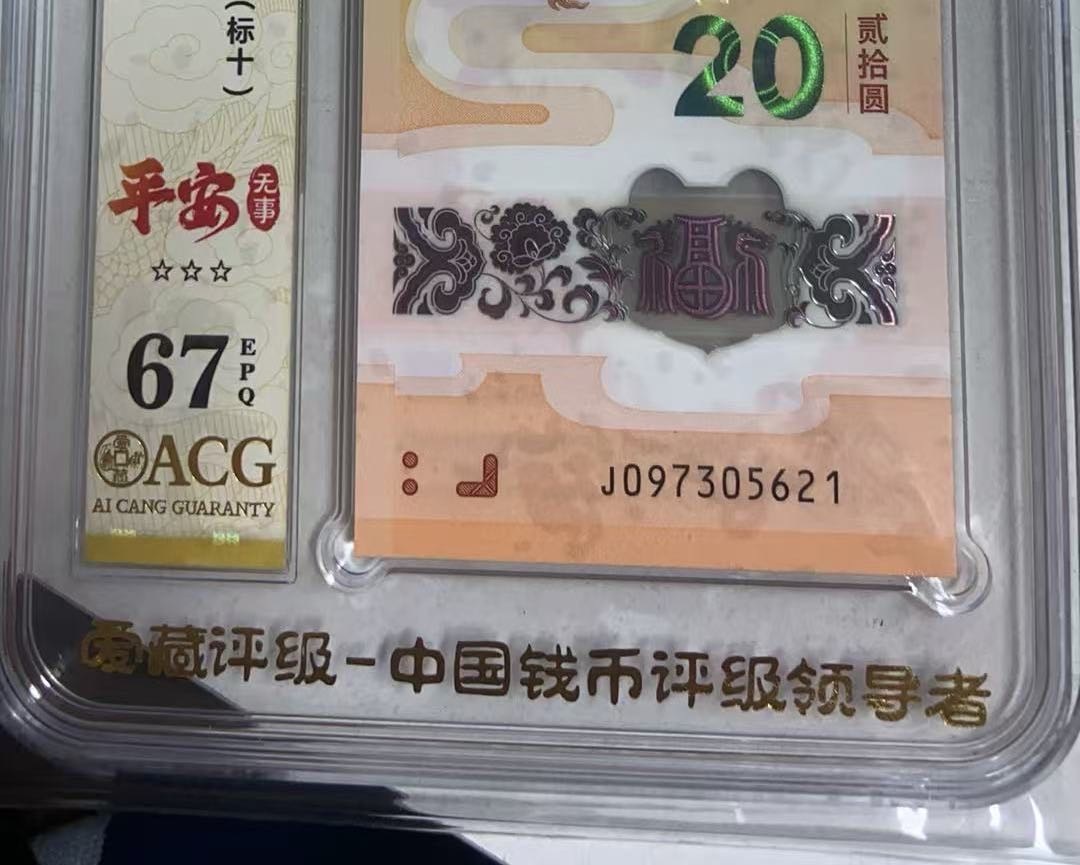 （标十）
平安
无事
☆☆☆
67
EPQ
ACG
AI CANG GUARANTY
20
贰拾圆
J097305621
爱藏评级-中国钱币评级领导者